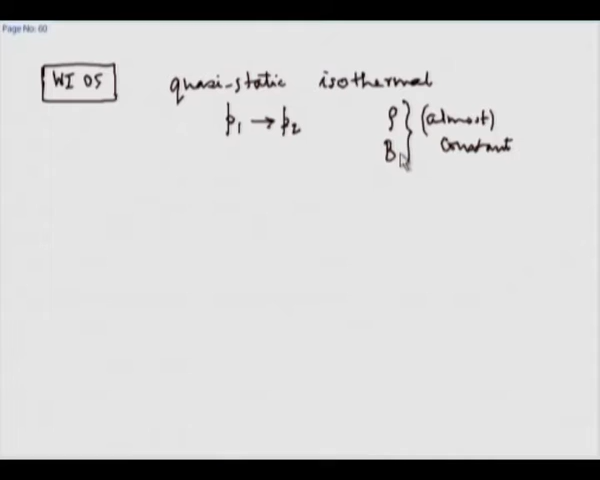 Page No: 60
WI 05 quasi-static isothermal
p₁ → p₂ ρ } (almost)
B } constant